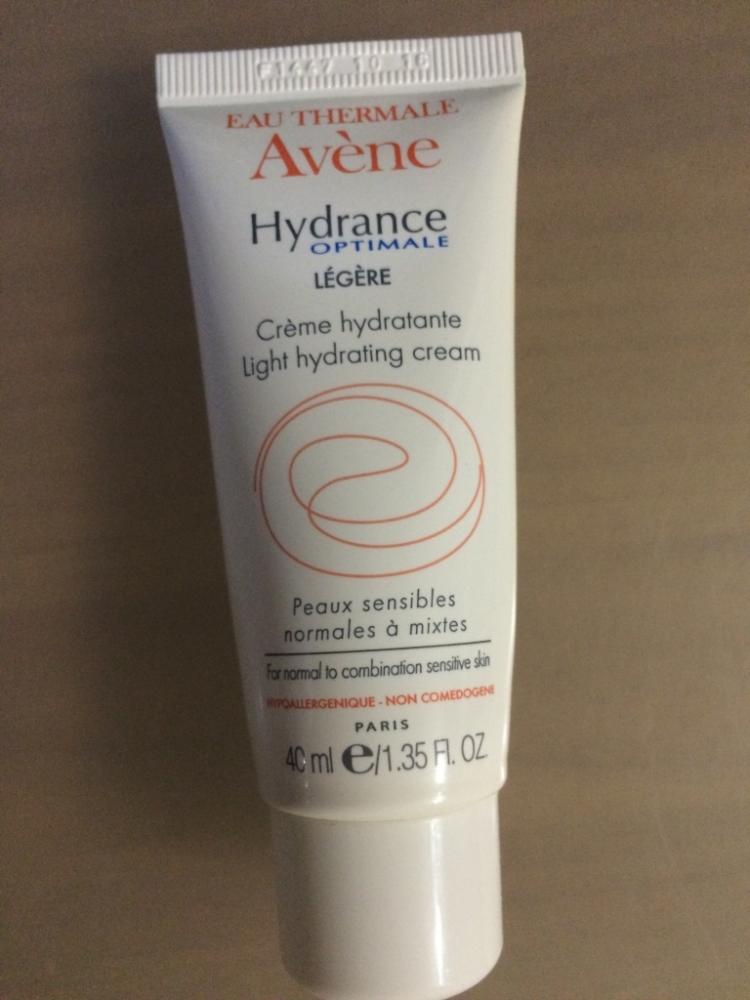 EAU THERMALE
Avène
Hydrance
OPTIMALE
LÉGÈRE
Crème hydratante
Light hydrating cream
Peaux sensibles
normales à mixtes
For normal to combination sensitive skin
HYPOALLERGENIQUE - NON COMEDOGENE
PARIS
40 ml e/1.35 Fl. OZ.